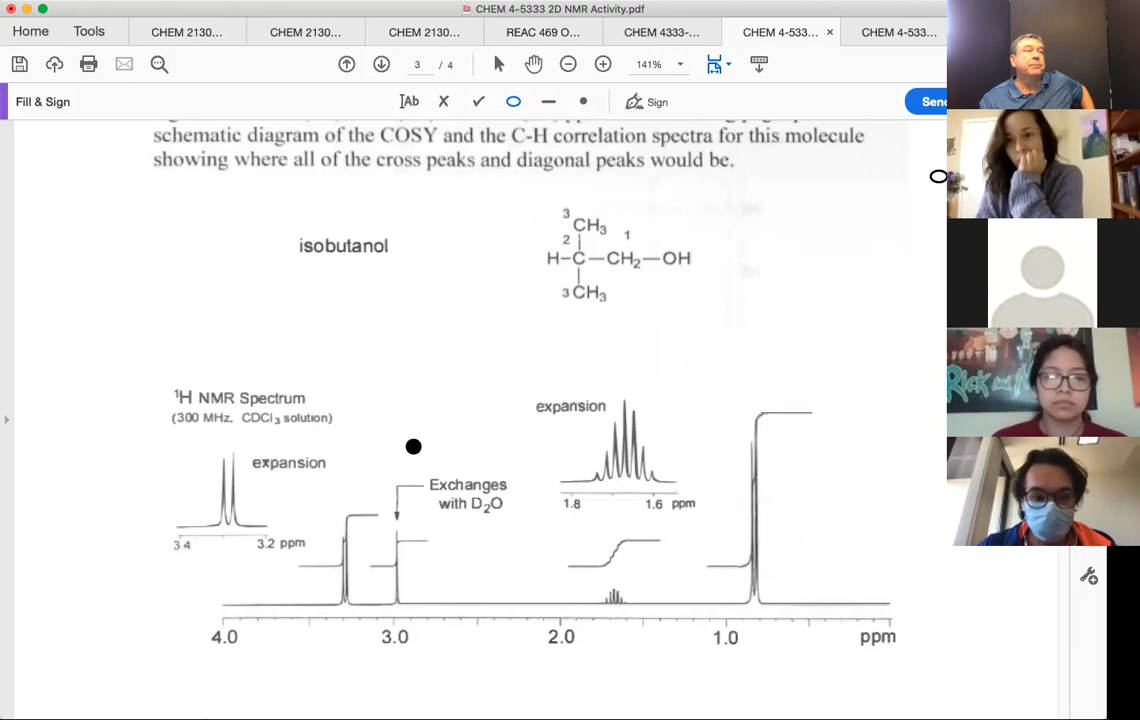 CHEM 4-5333 2D NMR Activity.pdf
Home Tools CHEM 2130... CHEM 2130... CHEM 2130... REAC 469 O... CHEM 4333-... CHEM 4-533... × CHEM 4-533...
3 / 4 141%
Fill & Sign Ab Sign Send
schematic diagram of the COSY and the C-H correlation spectra for this molecule
showing where all of the cross peaks and diagonal peaks would be.
isobutanol
3
CH3
2 1
H-C-CH2-OH
3 CH3
1H NMR Spectrum
(300 MHz, CDCl3 solution)
expansion
3.4 3.2 ppm
Exchanges
with D2O
expansion
1.8 1.6 ppm
4.0 3.0 2.0 1.0 ppm